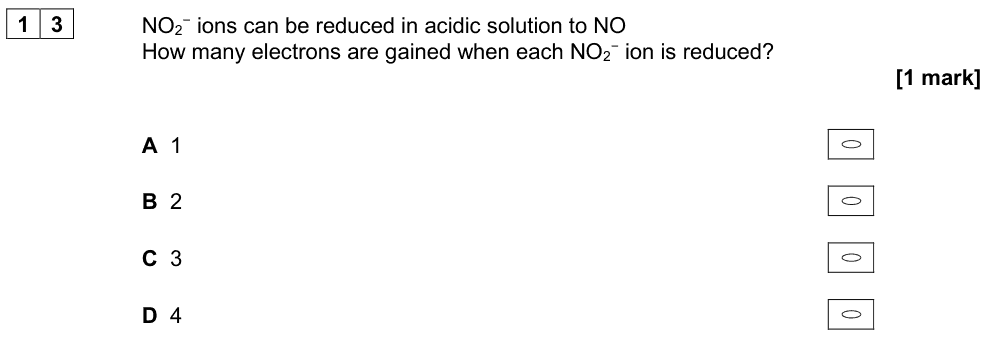 1 3 NO₂⁻ ions can be reduced in acidic solution to NO
How many electrons are gained when each NO₂⁻ ion is reduced?
[1 mark]
A 1
B 2
C 3
D 4